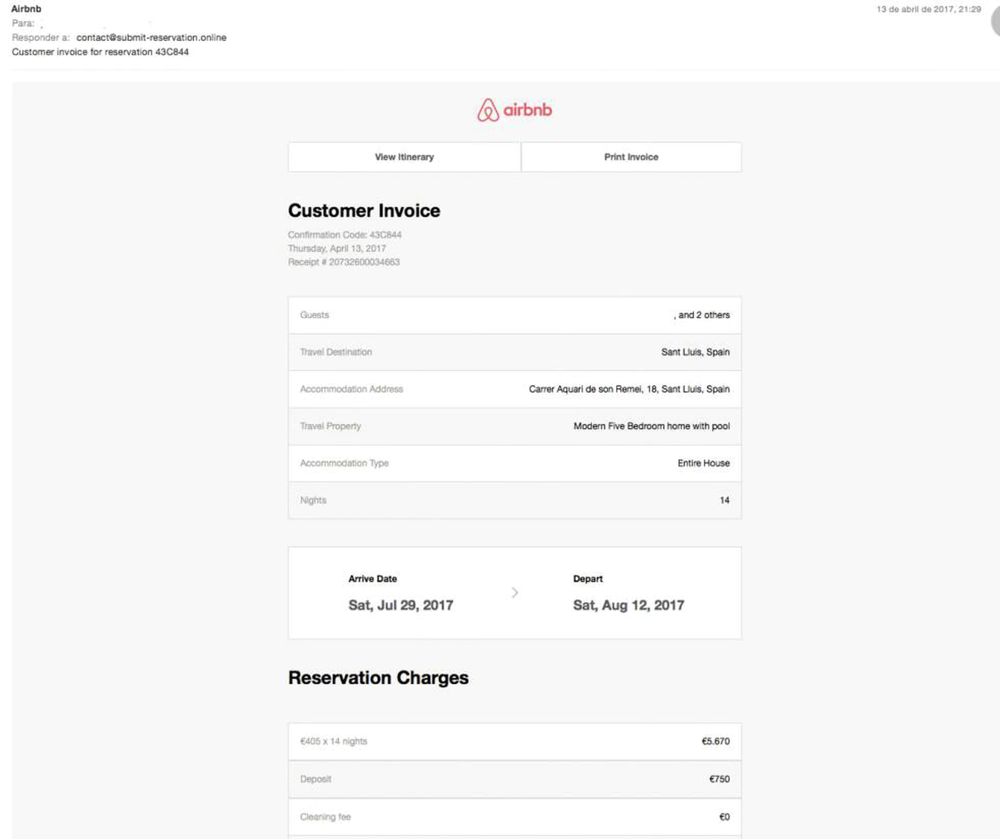 Airbnb
13 de abril de 2017, 21:29
Para:
Responder a: contact@submit-reservation.online
Customer invoice for reservation 43C844
airbnb
View Itinerary
Print Invoice
Customer Invoice
Confirmation Code: 43C844
Thursday, April 13, 2017
Receipt # 20732600034663
Guests , and 2 others
Travel Destination Sant Lluis, Spain
Accommodation Address Carrer Aquari de son Remei, 18, Sant Lluis, Spain
Travel Property Modern Five Bedroom home with pool
Accommodation Type Entire House
Nights 14
Arrive Date
Sat, Jul 29, 2017
Depart
Sat, Aug 12, 2017
Reservation Charges
€405 x 14 nights €5.670
Deposit €750
Cleaning fee €0